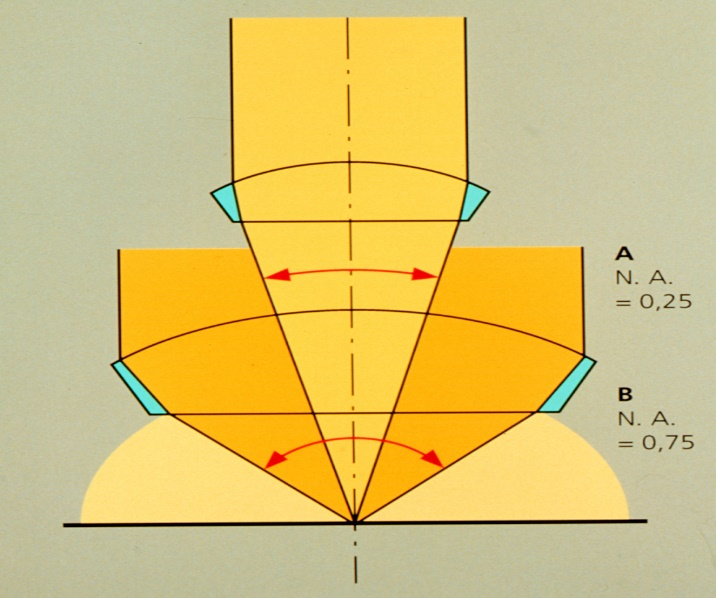 A
N. A.
= 0,25
B
N. A.
= 0,75